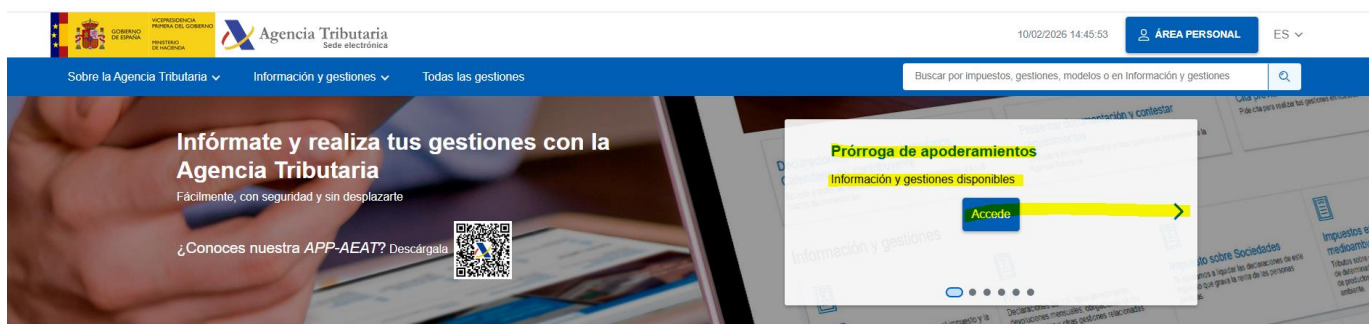 GOBIERNO
DE ESPAÑA
VICEPRESIDENCIA
PRIMERA DEL GOBIERNO
MINISTERIO
DE HACIENDA
Agencia Tributaria
Sede electrónica
10/02/2026 14:45:53
ÁREA PERSONAL
ES
Sobre la Agencia Tributaria
Información y gestiones
Todas las gestiones
Buscar por impuestos, gestiones, modelos o en Información y gestiones
Infórmate y realiza tus gestiones con la
Agencia Tributaria
Fácilmente, con seguridad y sin desplazarte
¿Conoces nuestra APP-AEAT? Descárgala
Prórroga de apoderamientos
Información y gestiones disponibles
Accede
Información y gestiones